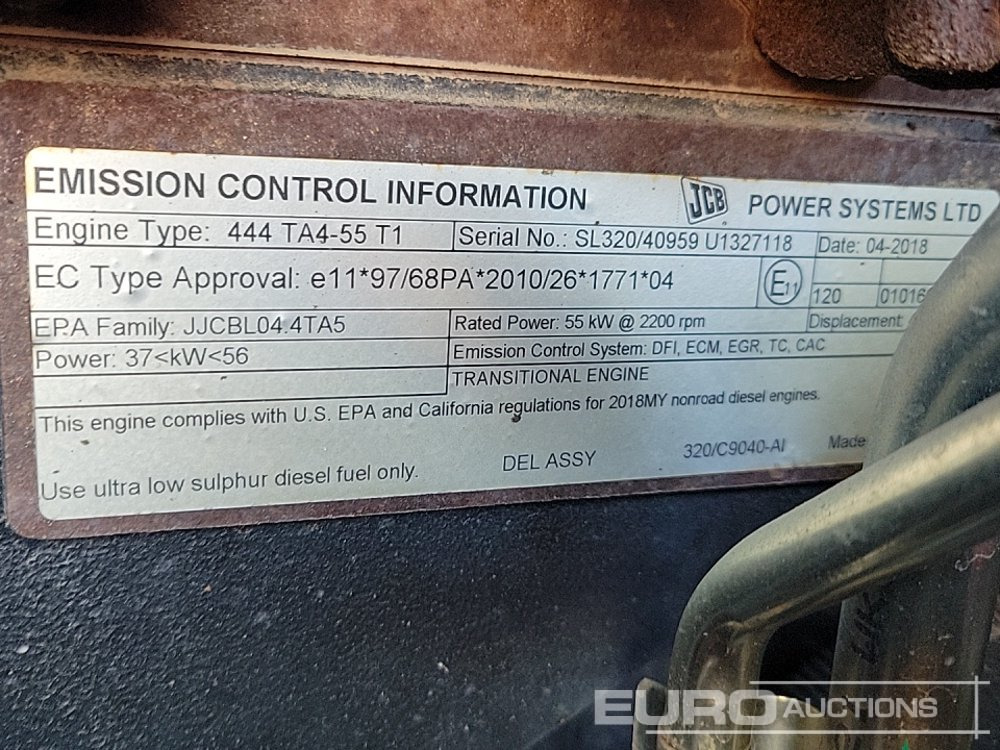 EMISSION CONTROL INFORMATION JCB POWER SYSTEMS LTD
Engine Type: 444 TA4-55 T1 Serial No.: SL320/40959 U1327118 Date: 04-2018
EC Type Approval: e11*97/68PA*2010/26*1771*04 E11 120
EPA Family: JJCBL04.4TA5 Rated Power: 55 kW @ 2200 rpm Displacement
Power: 37<kW<56 Emission Control System: DFI, ECM, EGR, TC, CAC
TRANSITIONAL ENGINE
This engine complies with U.S. EPA and California regulations for 2018MY nonroad diesel engines.
Use ultra low sulphur diesel fuel only. DEL ASSY 320/C9040-AI Made
EURO AUCTIONS